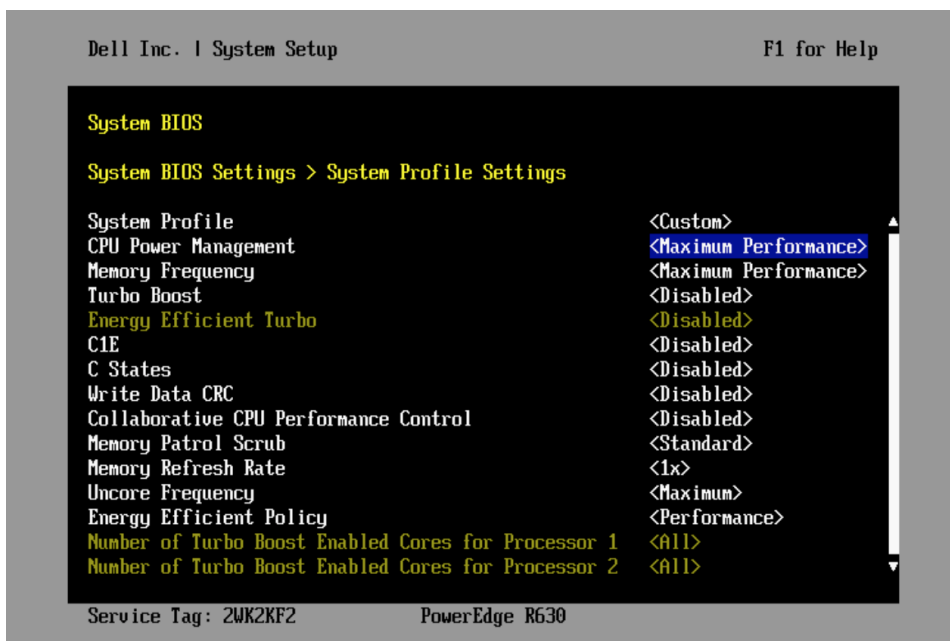 Dell Inc. | System Setup F1 for Help
System BIOS
System BIOS Settings > System Profile Settings
System Profile <Custom>
CPU Power Management <Maximum Performance>
Memory Frequency <Maximum Performance>
Turbo Boost <Disabled>
Energy Efficient Turbo <Disabled>
C1E <Disabled>
C States <Disabled>
Write Data CRC <Disabled>
Collaborative CPU Performance Control <Disabled>
Memory Patrol Scrub <Standard>
Memory Refresh Rate <1x>
Uncore Frequency <Maximum>
Energy Efficient Policy <Performance>
Number of Turbo Boost Enabled Cores for Processor 1 <All>
Number of Turbo Boost Enabled Cores for Processor 2 <All>
Service Tag: 2WK2KF2 PowerEdge R630